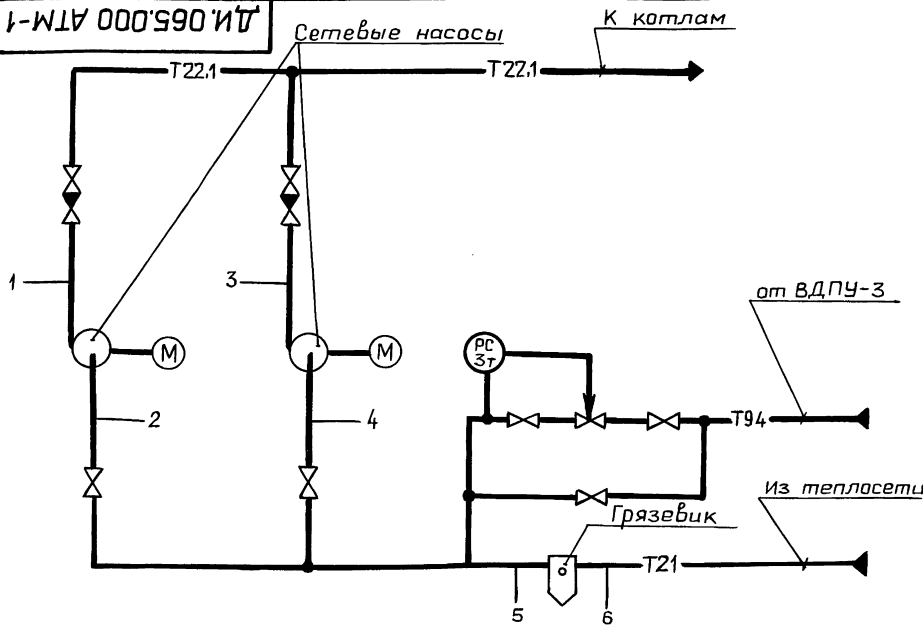 ДИ.065.000 АТМ-1
К котлам
Сетевые насосы
Т22.1
Т22.1
1
3
от ВДПУ-3
РС
3т
М
М
2
4
Т94
Из теплосети
Грязевик
Т21
5
6